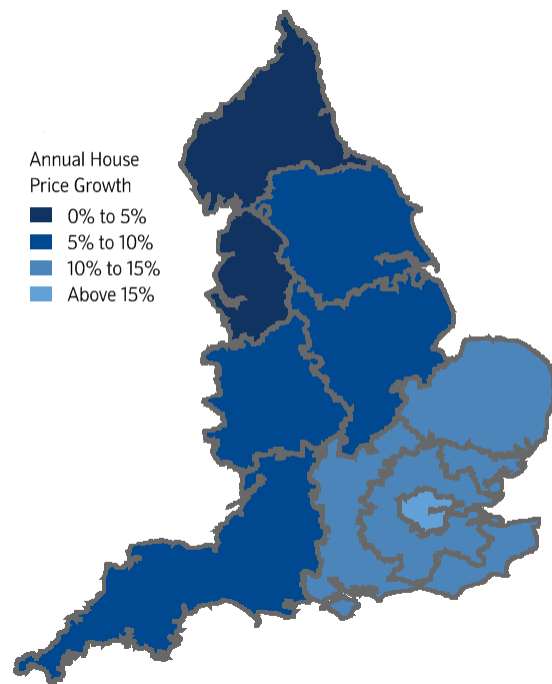 Annual House
Price Growth
0% to 5%
5% to 10%
10% to 15%
Above 15%